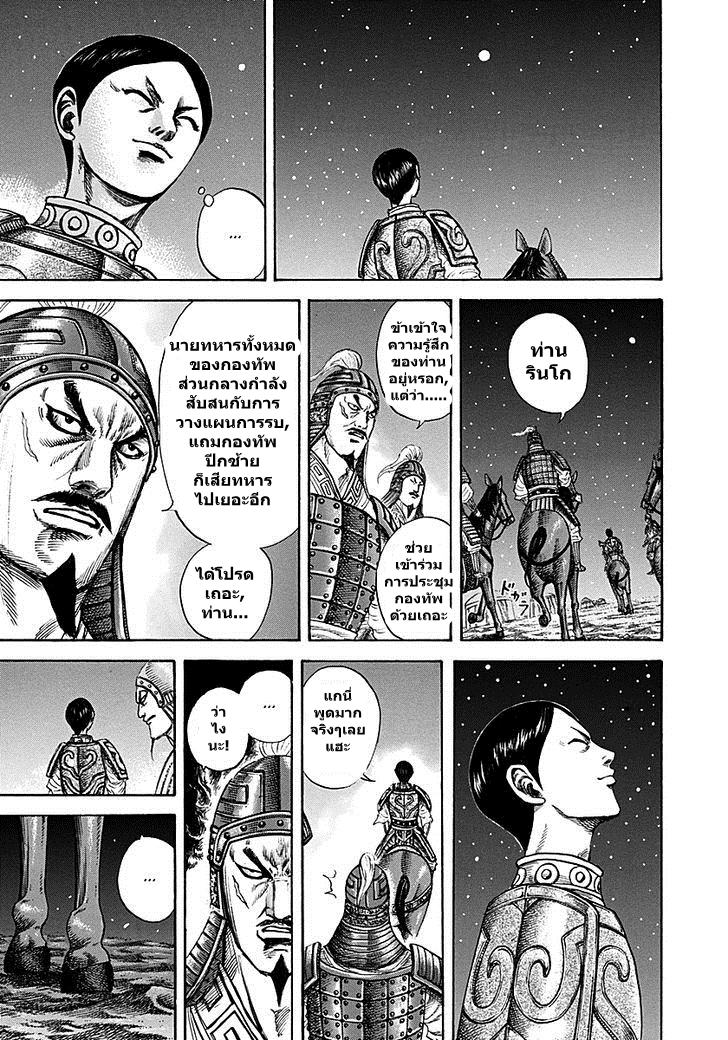 ...
ท่าน
รินโก
ข้าเข้าใจ
ความรู้สึก
ของท่าน
อยู่หรอก,
แต่ว่า.....
ช่วย
เข้าร่วม
การประชุม
กองทัพ
ด้วยเถอะ
นายทหารทั้งหมด
ของกองทัพ
ส่วนกลางกำลัง
สับสนกับการ
วางแผนการรบ,
แถมกองทัพ
ปีกซ้าย
ก็เสียทหาร
ไปเยอะอีก
ได้โปรด
เถอะ,
ท่าน...
แกนี่
พูดมาก
จริงๆเลย
แฮะ
...
ว่า
ไง
นะ!
...